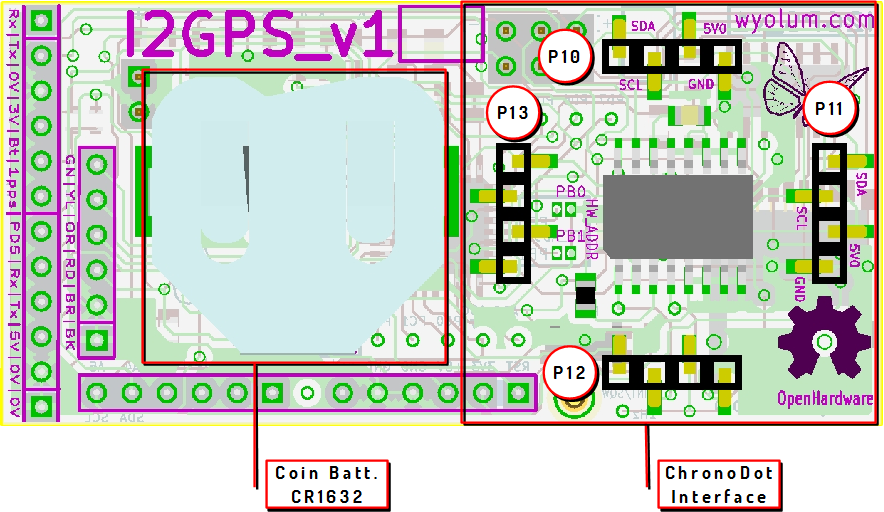 I2GPS_v1
wyolum.com
SDA
5V0
P10
SCL
GND
P13
P11
Rx|Tx|0V|3V|Bt|1pps|PDS|Rx|Tx|5V|0V|0V
GN|YL|OR|RD|BR|BK
PB0
PB1
HW_ADDR
SDA
SCL
5V0
GND
P12
OpenHardware
Coin Batt.
CR1632
ChronoDot
Interface